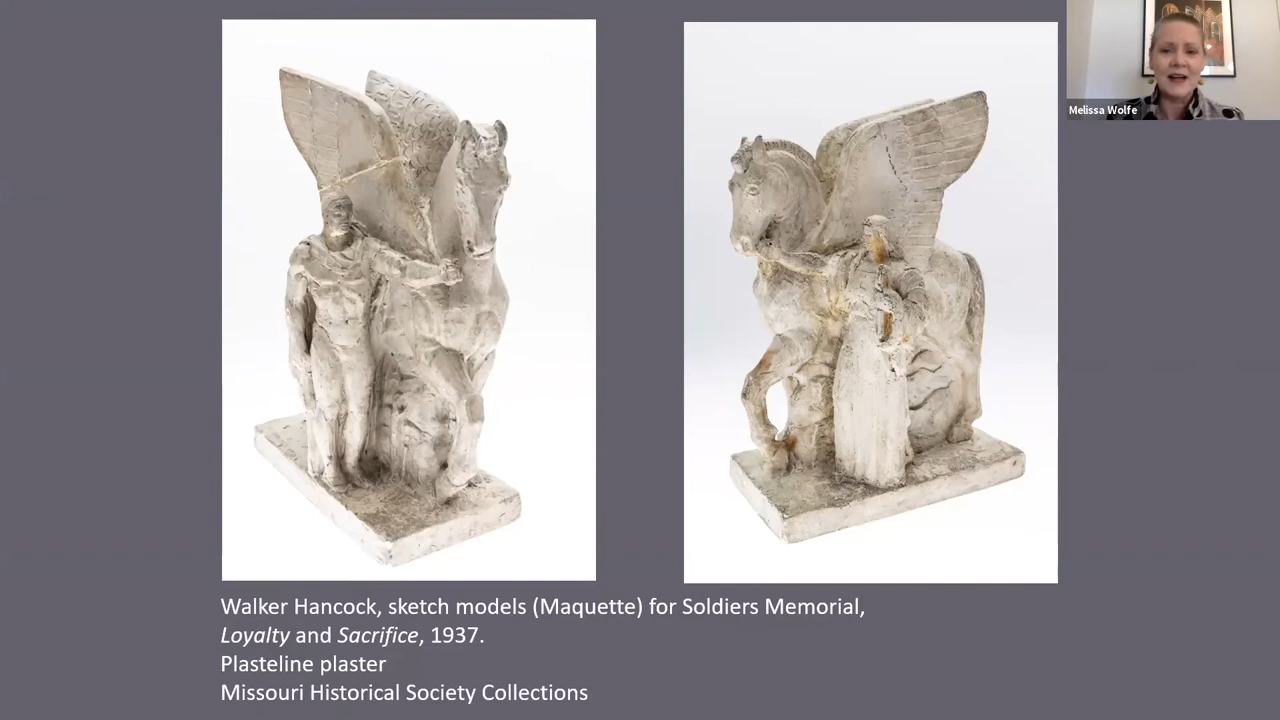 Melissa Wolfe
Walker Hancock, sketch models (Maquette) for Soldiers Memorial,
Loyalty and Sacrifice, 1937.
Plasteline plaster
Missouri Historical Society Collections